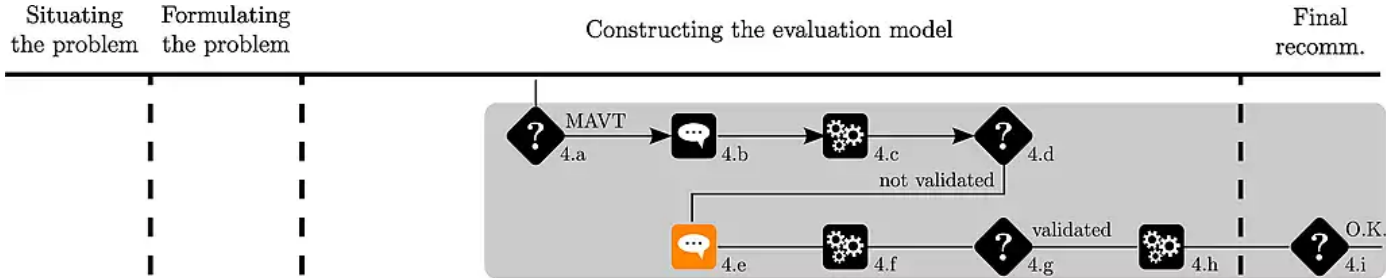 Situating
the problem
Formulating
the problem
Constructing the evaluation model
Final
recomm.
?
MAVT
4.a
4.b
4.c
?
4.d
not validated
4.e
4.f
?
validated
4.g
4.h
?
O.K.
4.i